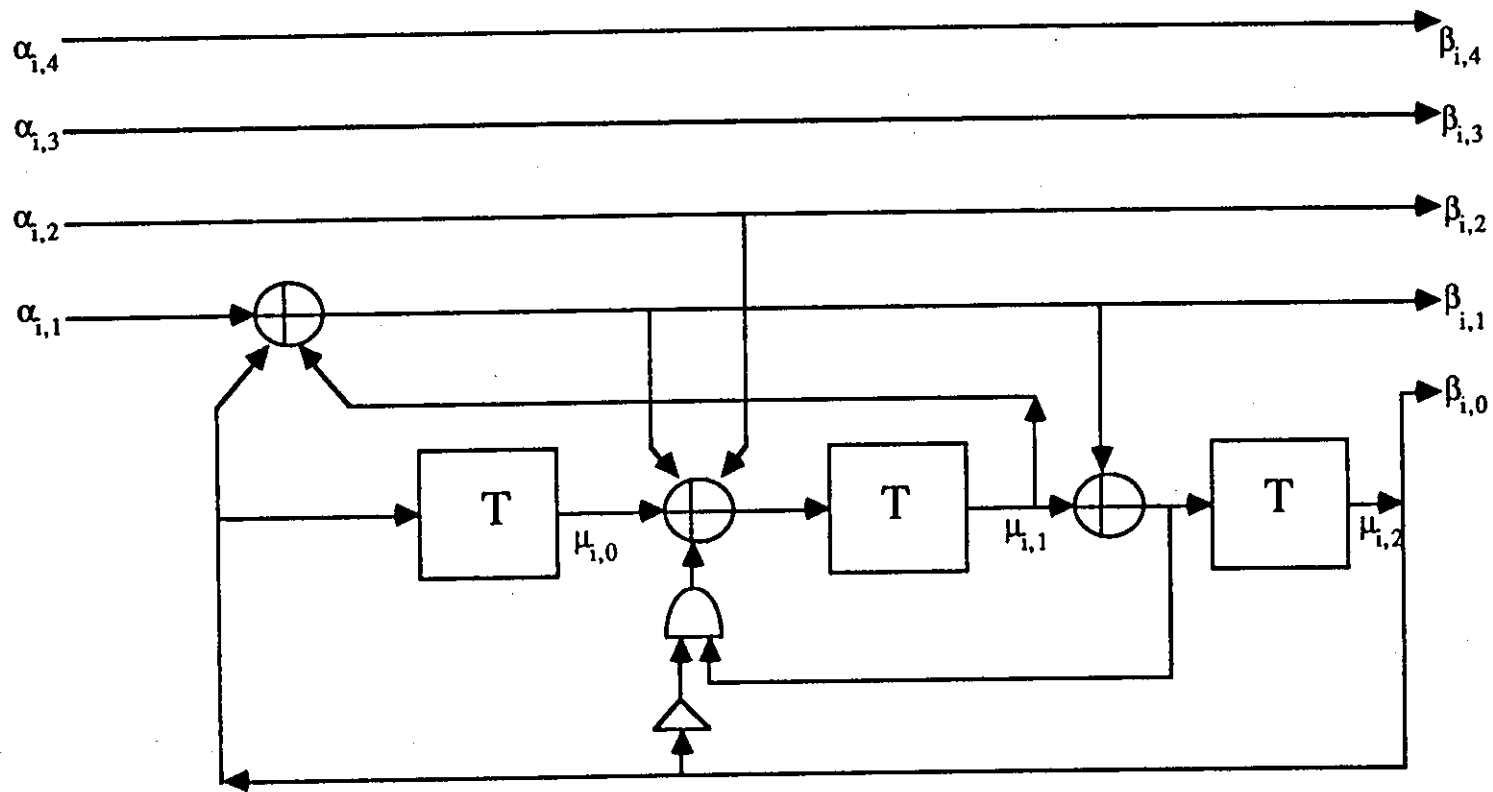 α_{i,4} β_{i,4}
α_{i,3} β_{i,3}
α_{i,2} β_{i,2}
α_{i,1} β_{i,1}
β_{i,0}
T T T
μ_{i,0} μ_{i,1} μ_{i,2}